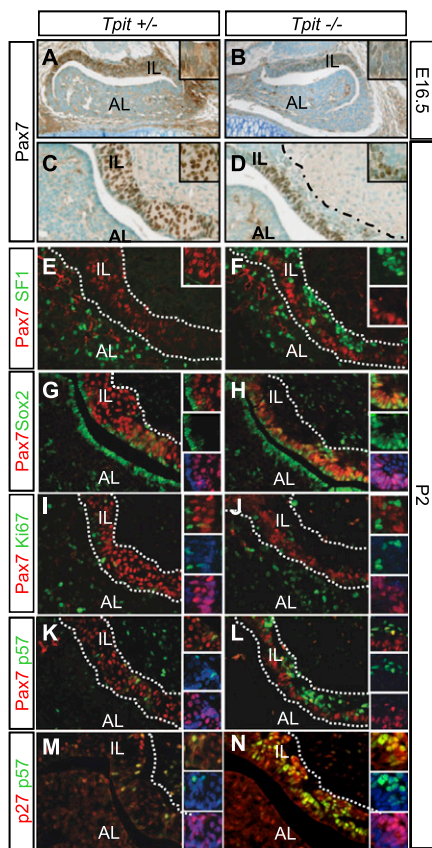 Tpit +/- Tpit -/-
Pax7
A IL AL
B IL AL
E16.5
C IL AL
D IL AL
Pax7 SF1
E IL AL
F IL AL
Pax7Sox2
G IL AL
H IL AL
P2
Pax7 Ki67
I IL AL
J IL AL
Pax7 p57
K IL AL
L IL AL
p27 p57
M IL AL
N IL AL